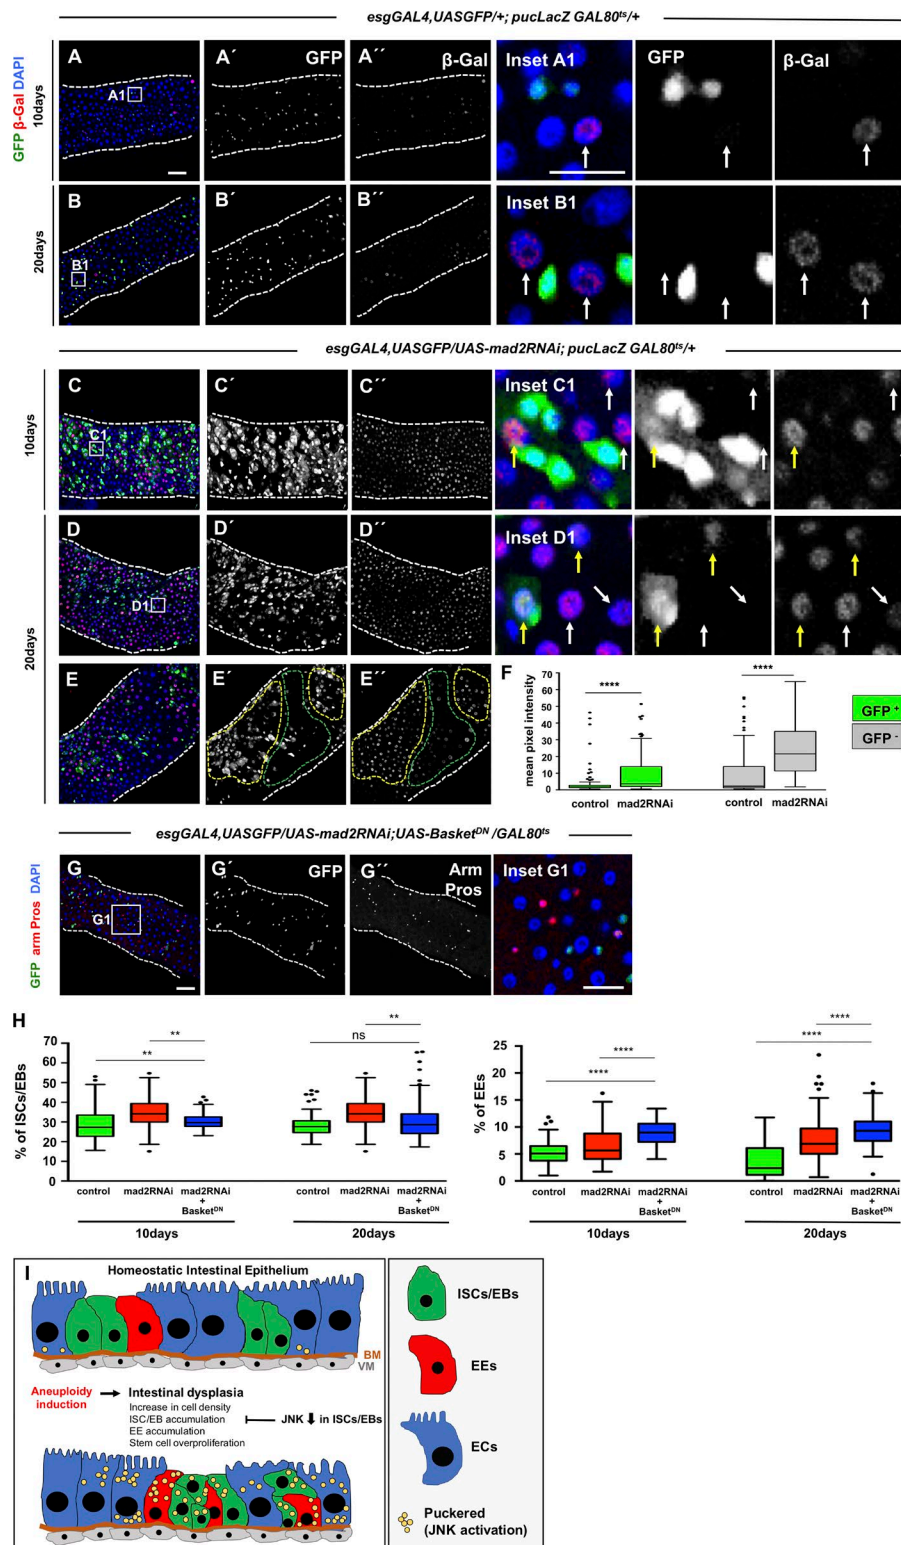 esgGAL4,UASGFP/+; pucLacZ GAL80ts/+
GFP β-Gal DAPI
10days
A
A1
A´
GFP
A´´
β-Gal
Inset A1
GFP
β-Gal
20days
B
B1
B´
B´´
Inset B1
esgGAL4,UASGFP/UAS-mad2RNAi; pucLacZ GAL80ts/+
10days
C
C1
C´
C´´
Inset C1
20days
D
D1
D´
D´´
Inset D1
E
E´
E´´
F
mean pixel intensity
70
60
50
40
30
20
10
0
****
****
control
mad2RNAi
control
mad2RNAi
GFP +
GFP -
esgGAL4,UASGFP/UAS-mad2RNAi;UAS-BasketDN/GAL80ts
GFP arm Pros DAPI
G
G1
G´
GFP
G´´
Arm
Pros
Inset G1
H
% of ISCs/EBs
70
60
50
40
30
20
10
0
**
**
**
ns
control
mad2RNAi
mad2RNAi
+
BasketDN
control
mad2RNAi
mad2RNAi
+
BasketDN
10days
20days
% of EEs
25
20
15
10
5
0
****
****
****
****
control
mad2RNAi
mad2RNAi
+
BasketDN
control
mad2RNAi
mad2RNAi
+
BasketDN
10days
20days
I
Homeostatic Intestinal Epithelium
BM
VM
Aneuploidy
induction
Intestinal dysplasia
Increase in cell density
ISC/EB accumulation
EE accumulation
Stem cell overproliferation
JNK in ISCs/EBs
ISCs/EBs
EEs
ECs
Puckered
(JNK activation)